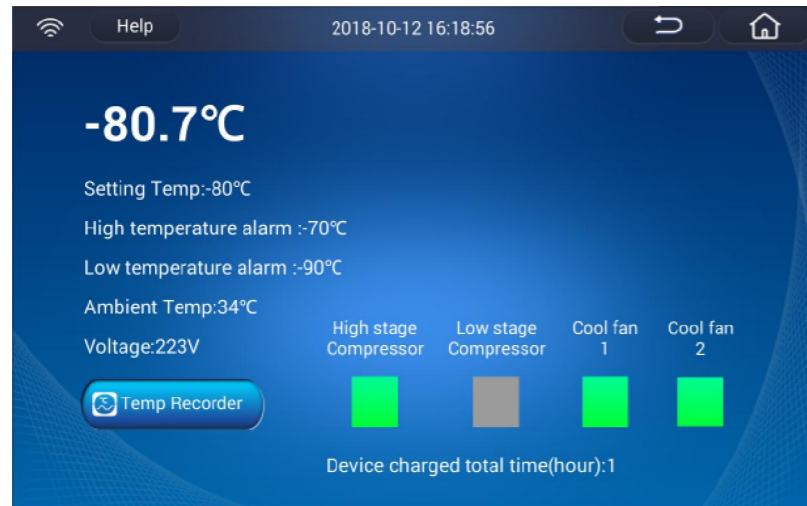 Help
2018-10-12 16:18:56
-80.7℃
Setting Temp:-80℃
High temperature alarm :-70℃
Low temperature alarm :-90℃
Ambient Temp:34℃
Voltage:223V
Temp Recorder
High stage
Compressor
Low stage
Compressor
Cool fan
1
Cool fan
2
Device charged total time(hour):1